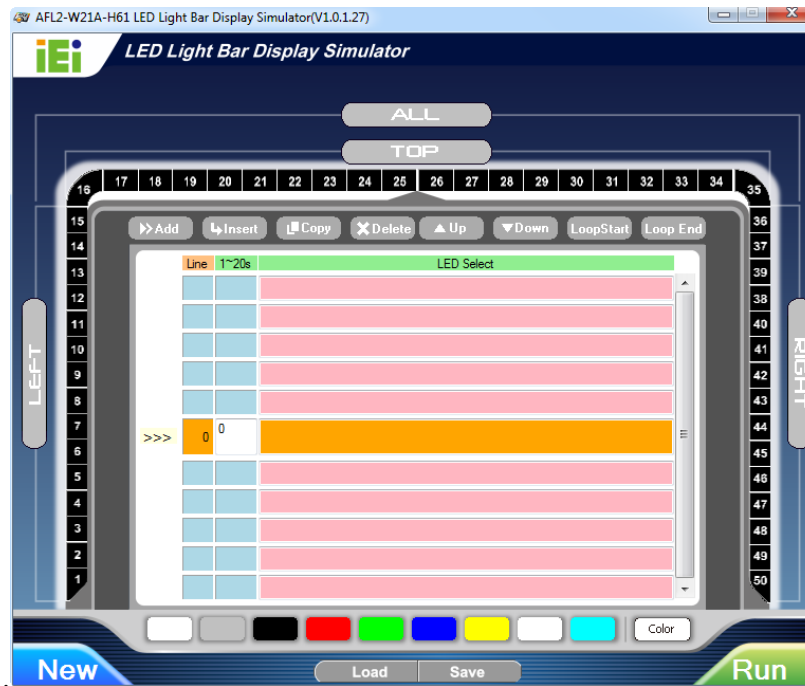 AFL2-W21A-H61 LED Light Bar Display Simulator(V1.0.1.27)
iEi LED Light Bar Display Simulator
ALL
TOP
16 17 18 19 20 21 22 23 24 25 26 27 28 29 30 31 32 33 34 35
15 Add Insert Copy Delete Up Down LoopStart Loop End 36
14 37
Line 1~20s LED Select
13 39
12 38
11 40
10 41
LEFT RIGHT
9 42
8 43
7 44
>>> 0 0
6 45
5 46
4 47
3 48
2 49
1 50
Color
New Load Save Run